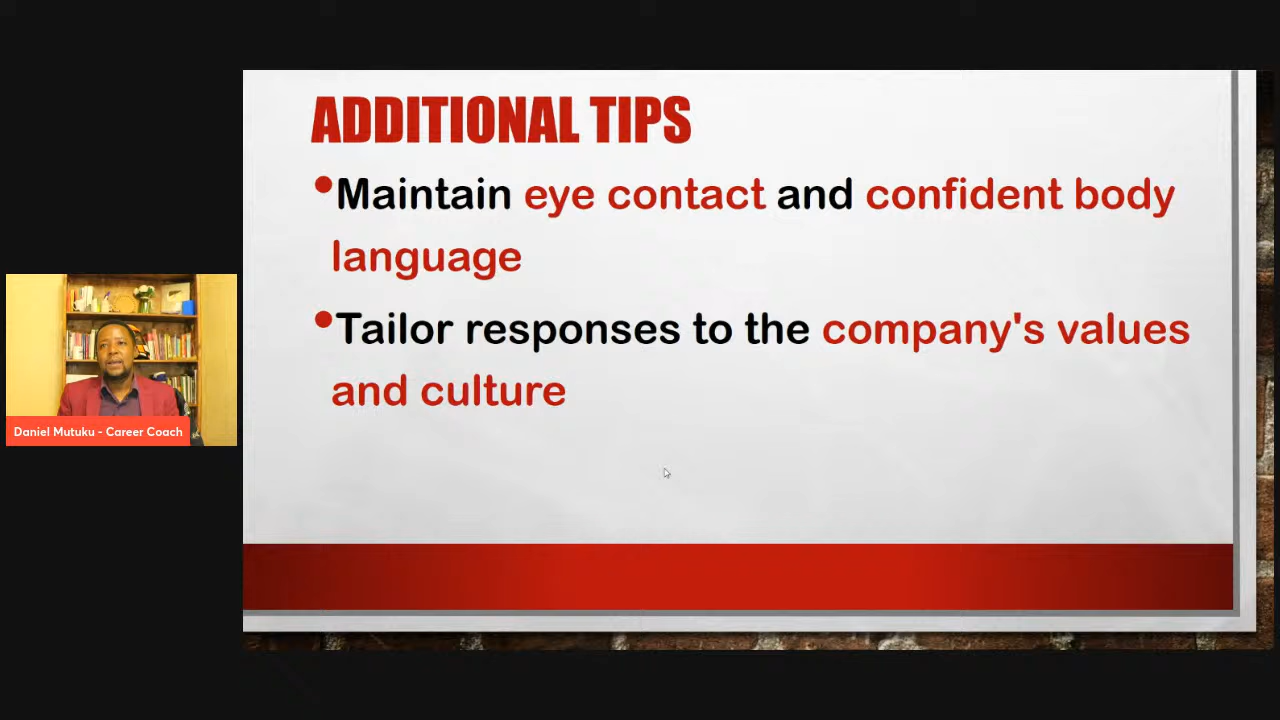 ADDITIONAL TIPS
•Maintain eye contact and confident body
language
•Tailor responses to the company's values
and culture
Daniel Mutuku - Career Coach